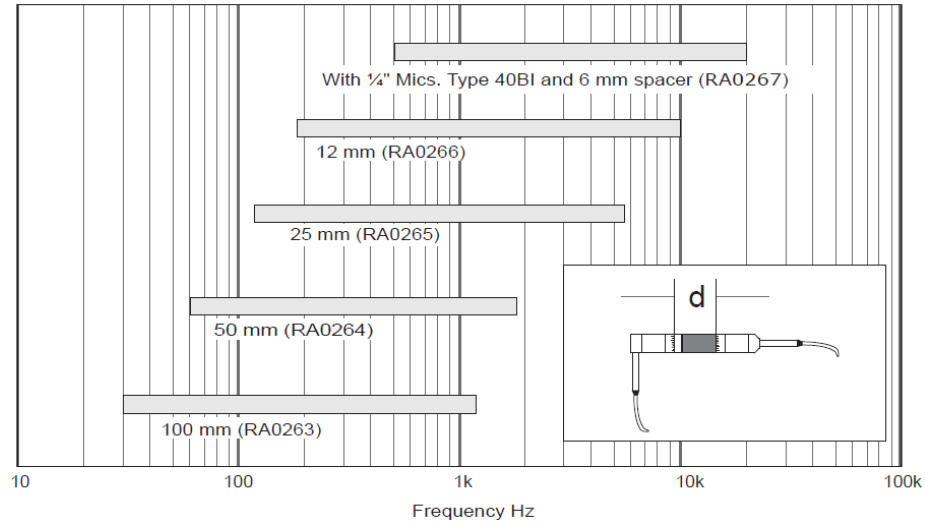 With ¼" Mics. Type 40BI and 6 mm spacer (RA0267)
12 mm (RA0266)
25 mm (RA0265)
d
50 mm (RA0264)
100 mm (RA0263)
10 100 1k 10k 100k
Frequency Hz